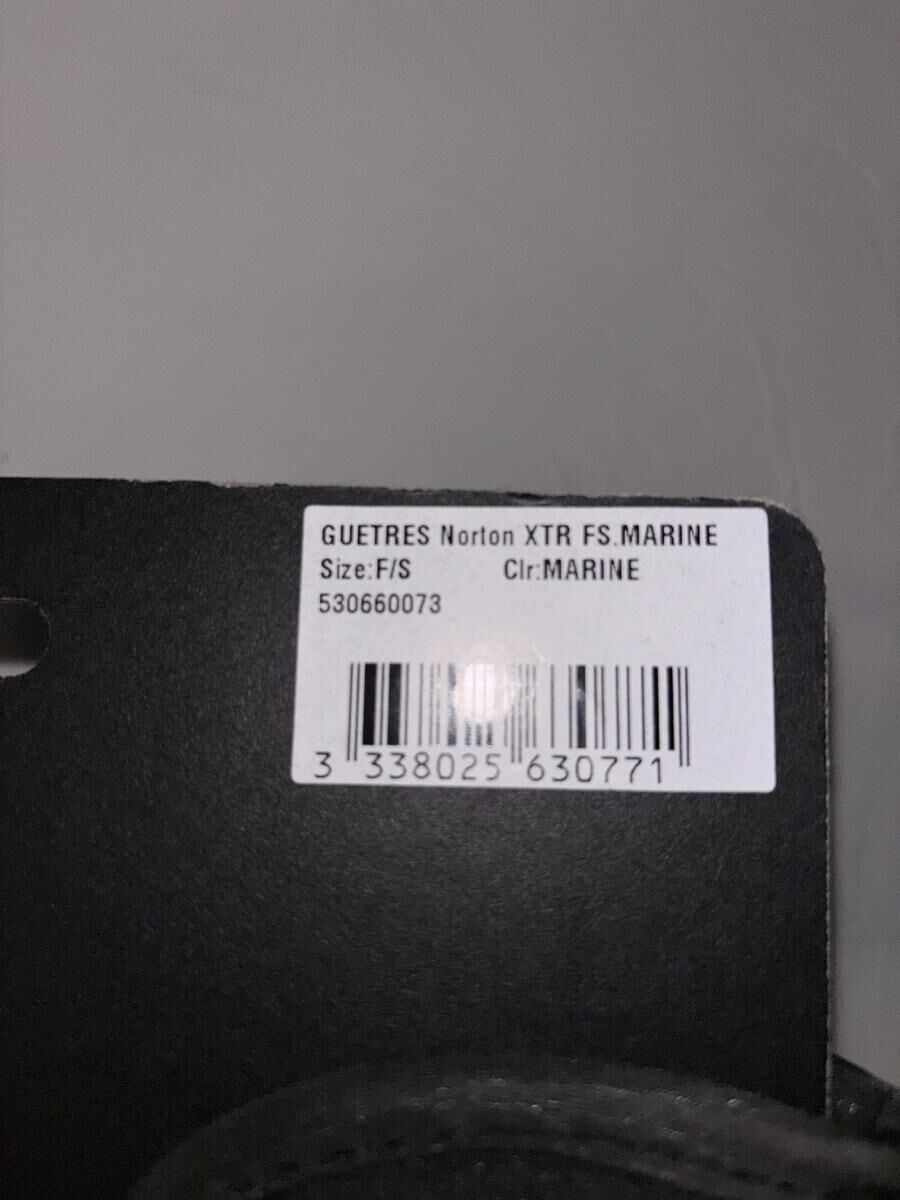 GUETRES Norton XTR FS.MARINE
Size:F/S Clr:MARINE
530660073
3 338025 630771